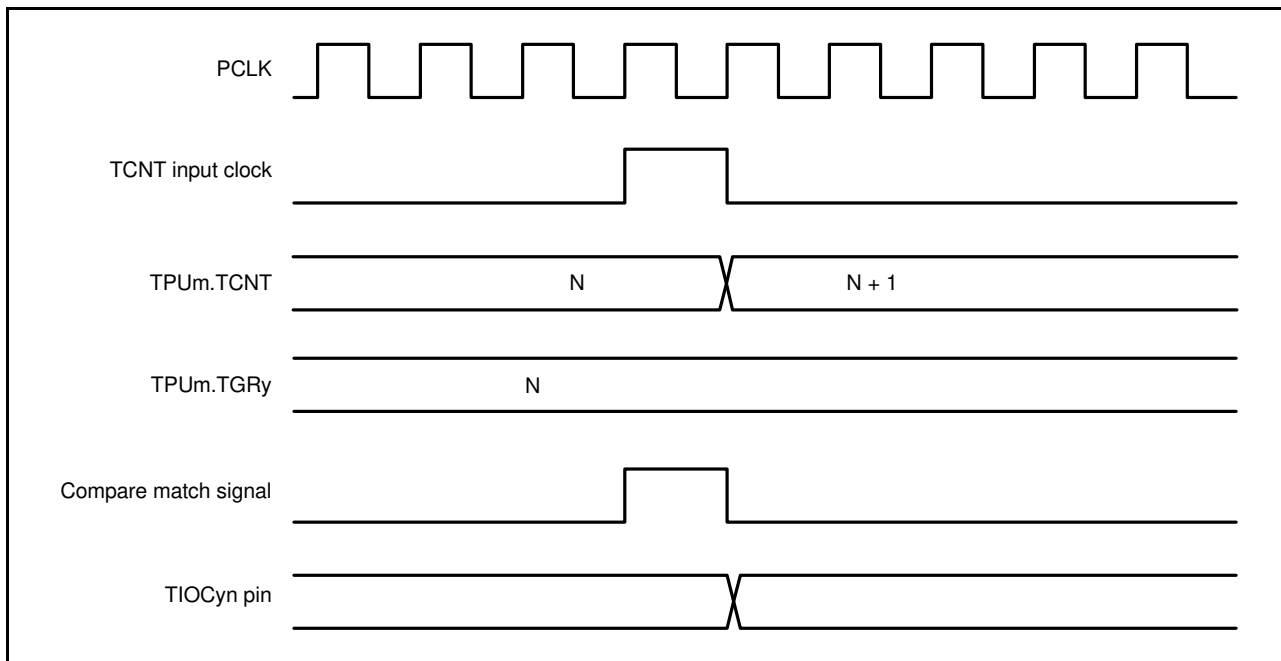 PCLK
TCNT input clock
TPUm.TCNT
N
N + 1
TPUm.TGRy
N
Compare match signal
TIOCyn pin